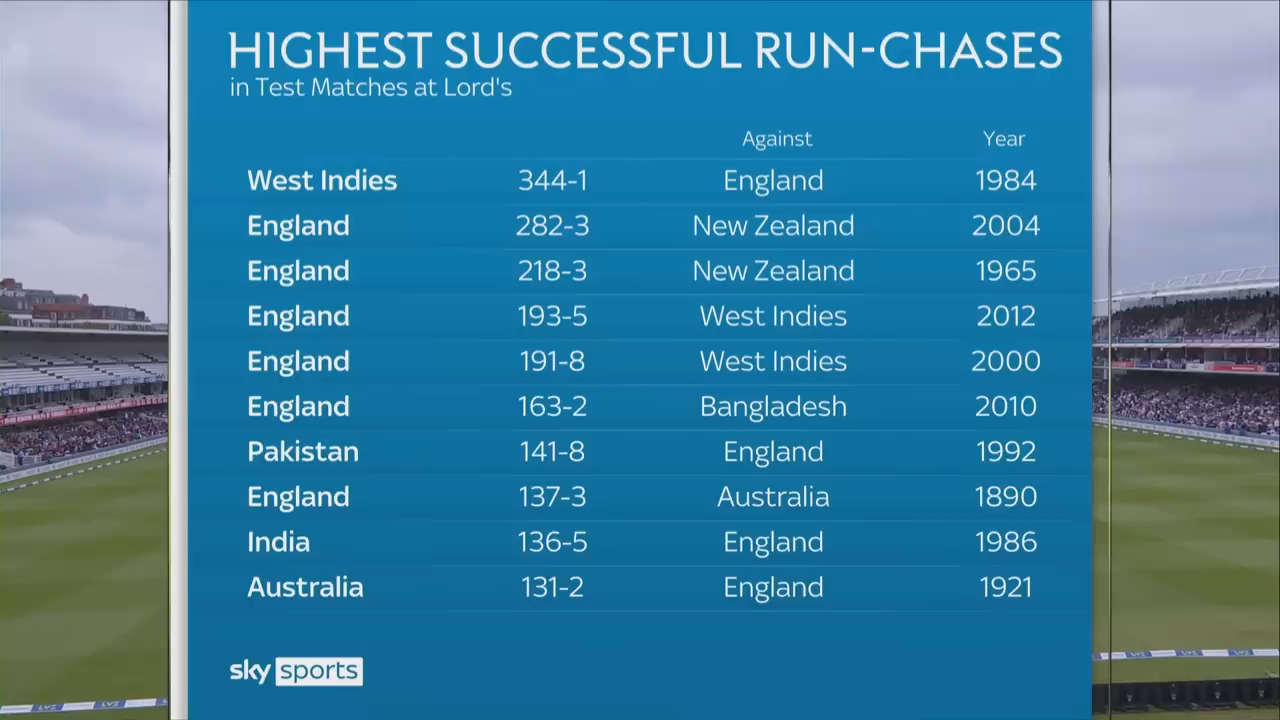 HIGHEST SUCCESSFUL RUN-CHASES
in Test Matches at Lord's
Against Year
West Indies 344-1 England 1984
England 282-3 New Zealand 2004
England 218-3 New Zealand 1965
England 193-5 West Indies 2012
England 191-8 West Indies 2000
England 163-2 Bangladesh 2010
Pakistan 141-8 England 1992
England 137-3 Australia 1890
India 136-5 England 1986
Australia 131-2 England 1921
sky sports